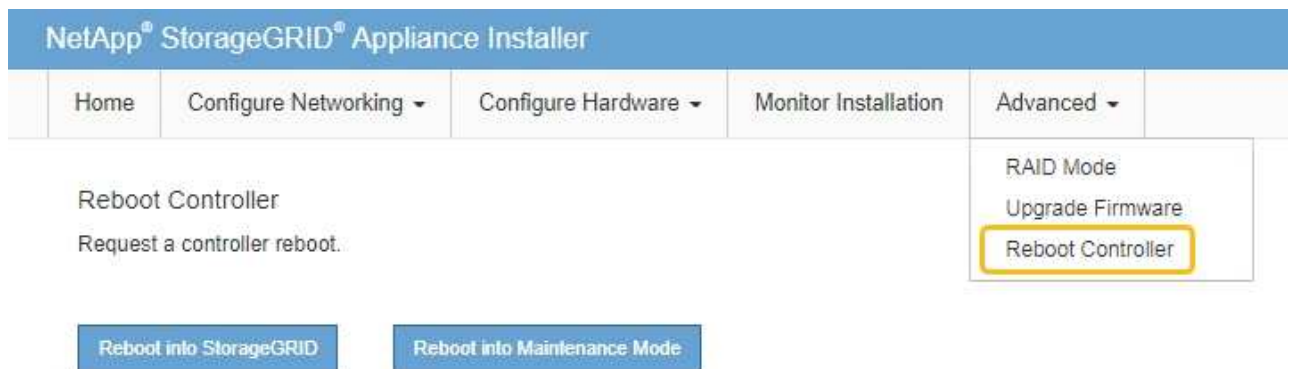 NetApp® StorageGRID® Appliance Installer
Home Configure Networking Configure Hardware Monitor Installation Advanced
RAID Mode
Upgrade Firmware
Reboot Controller
Reboot Controller
Request a controller reboot.
Reboot into StorageGRID Reboot into Maintenance Mode